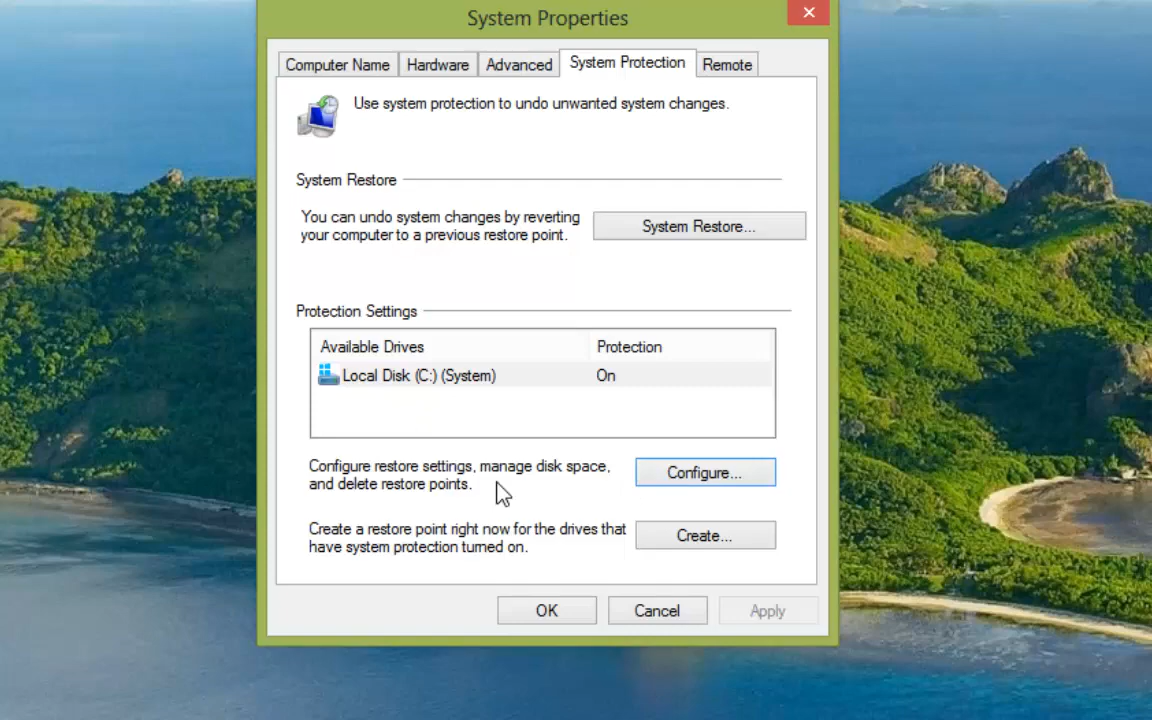 System Properties
Computer Name
Hardware
Advanced
System Protection
Remote
Use system protection to undo unwanted system changes.
System Restore
You can undo system changes by reverting
your computer to a previous restore point.
System Restore...
Protection Settings
Available Drives
Protection
Local Disk (C:) (System)
On
Configure restore settings, manage disk space,
and delete restore points.
Configure...
Create a restore point right now for the drives that
have system protection turned on.
Create...
OK
Cancel
Apply